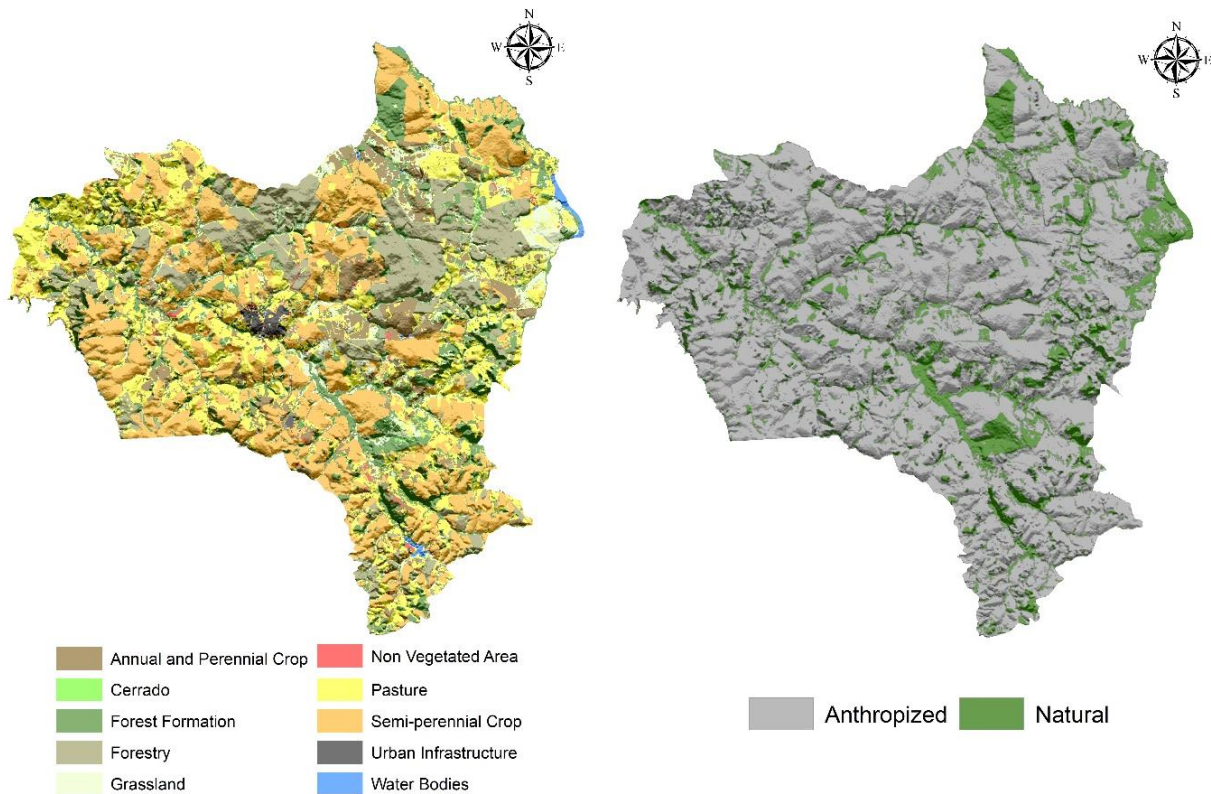 N
W E
S
N
W E
S
Annual and Perennial Crop
Cerrado
Forest Formation
Forestry
Grassland
Non Vegetated Area
Pasture
Semi-perennial Crop
Urban Infrastructure
Water Bodies
Anthropized Natural